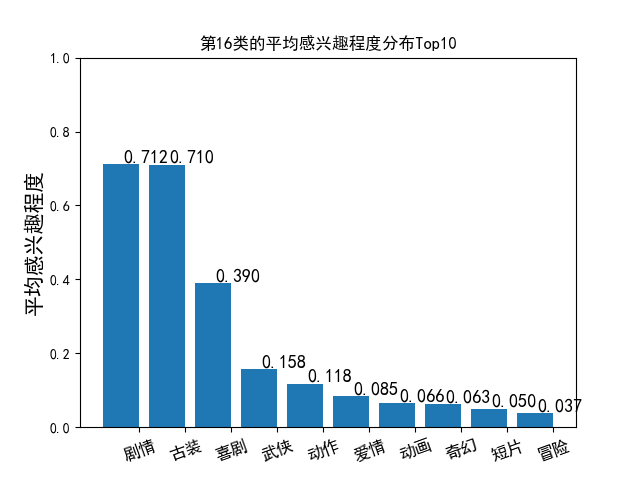 第16类的平均感兴趣程度分布Top10
平均感兴趣程度
1.0
0.8
0.6
0.4
0.2
0.0
0.712
0.710
0.390
0.158
0.118
0.085
0.066
0.063
0.050
0.037
剧情
古装
喜剧
武侠
动作
爱情
动画
奇幻
短片
冒险